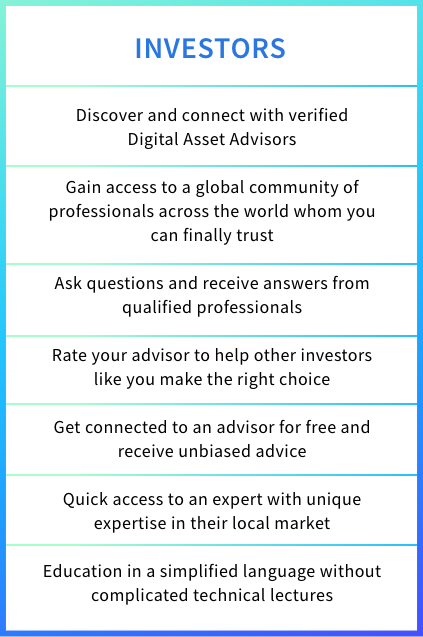 INVESTORS
Discover and connect with verified
Digital Asset Advisors
Gain access to a global community of
professionals across the world whom you
can finally trust
Ask questions and receive answers from
qualified professionals
Rate your advisor to help other investors
like you make the right choice
Get connected to an advisor for free and
receive unbiased advice
Quick access to an expert with unique
expertise in their local market
Education in a simplified language without
complicated technical lectures